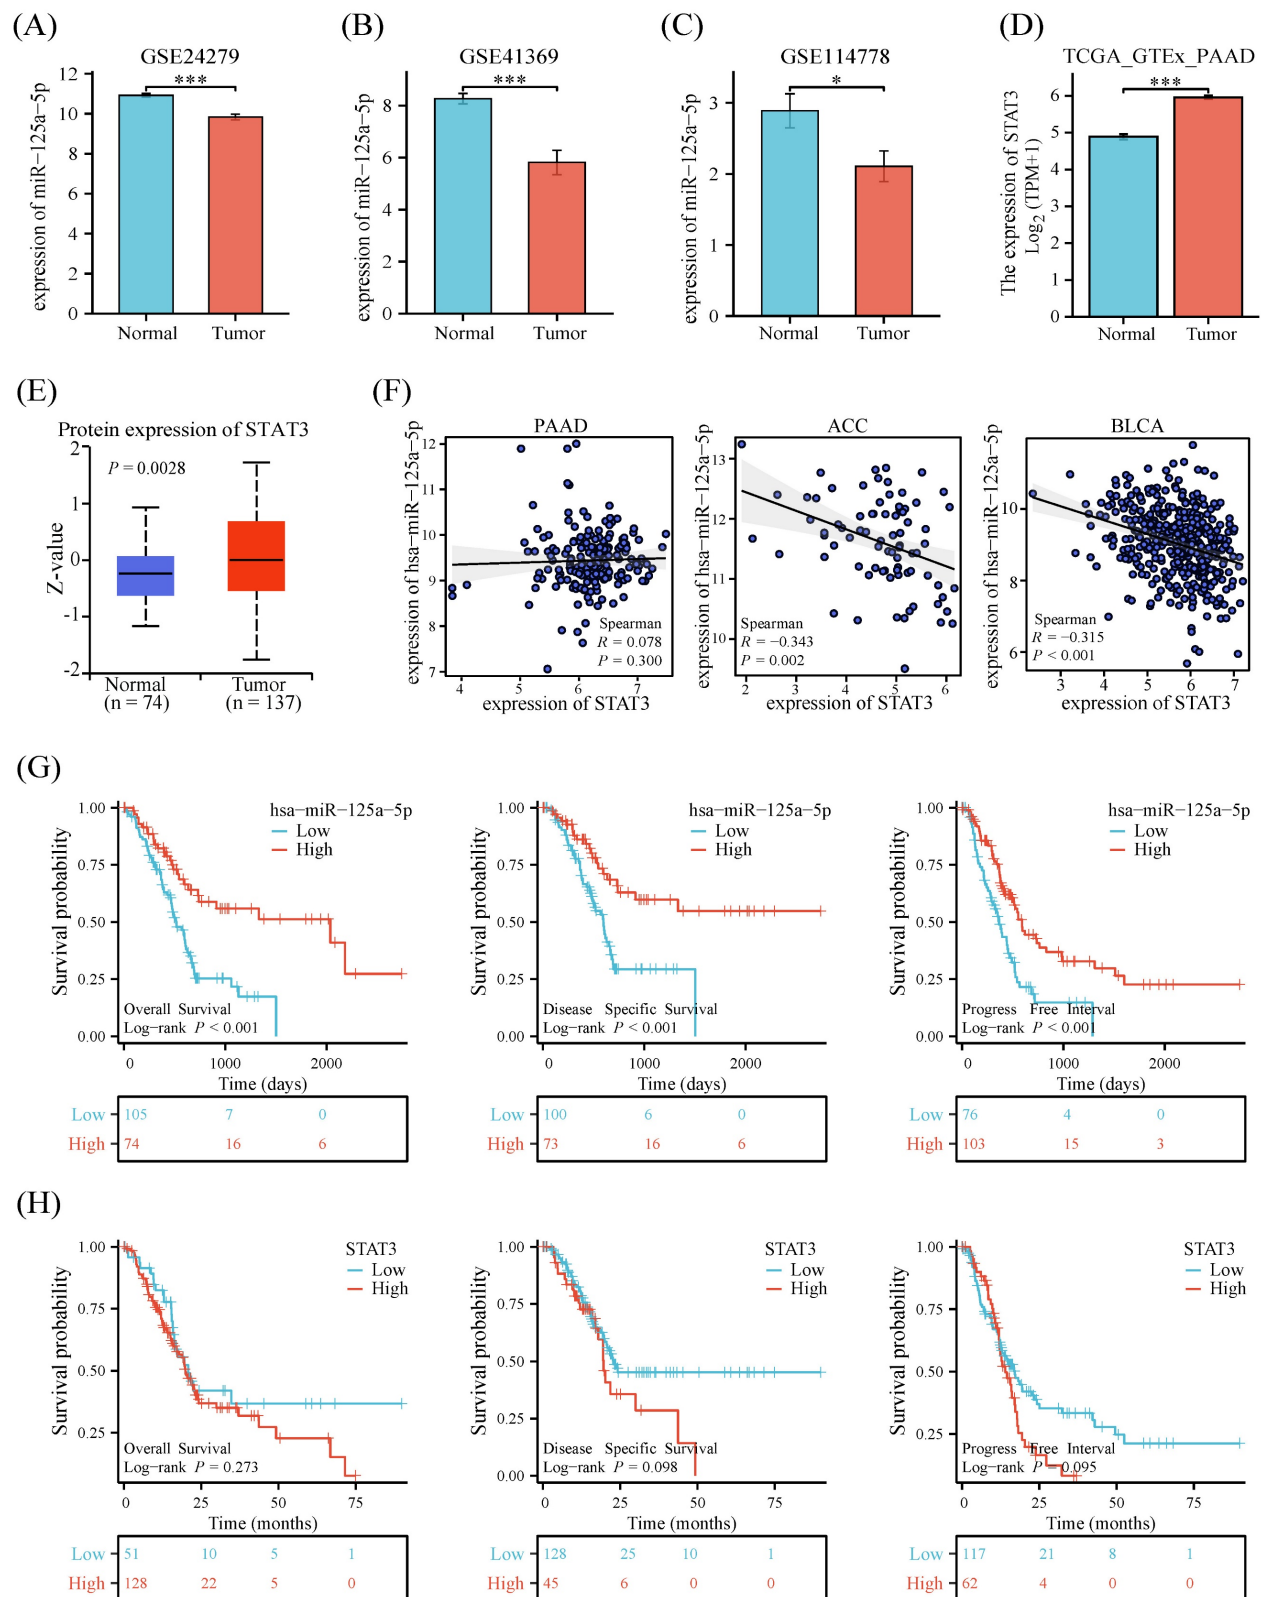 (A)
GSE24279
***
expression of miR−125a−5p
12
10
8
6
4
2
0
Normal
Tumor
(B)
GSE41369
***
expression of miR−125a−5p
8
6
4
2
0
Normal
Tumor
(C)
GSE114778
*
expression of miR−125a−5p
3
2
1
0
Normal
Tumor
(D)
TCGA_GTEx_PAAD
***
The expression of STAT3
Log2 (TPM+1)
6
5
4
3
2
1
0
Normal
Tumor
(E)
Protein expression of STAT3
P = 0.0028
Z-value
2
1
0
-1
-2
Normal
(n = 74)
Tumor
(n = 137)
(F)
PAAD
expression of hsa−miR−125a−5p
12
11
10
9
8
7
Spearman
R = 0.078
P = 0.300
4 5 6 7
expression of STAT3
ACC
expression of hsa−miR−125a−5p
13
12
11
10
Spearman
R = −0.343
P = 0.002
2 3 4 5 6
expression of STAT3
BLCA
expression of hsa−miR−125a−5p
10
8
6
Spearman
R = −0.315
P < 0.001
3 4 5 6 7
expression of STAT3
(G)
hsa−miR−125a−5p
Low
High
Survival probability
1.00
0.75
0.50
0.25
0.00
Overall Survival
Log−rank P < 0.001
0 1000 2000
Time (days)
Low 105 7 0
High 74 16 6
hsa−miR−125a−5p
Low
High
Survival probability
1.00
0.75
0.50
0.25
0.00
Disease Specific Survival
Log−rank P < 0.001
0 1000 2000
Time (days)
Low 100 6 0
High 73 16 6
hsa−miR−125a−5p
Low
High
Survival probability
1.00
0.75
0.50
0.25
0.00
Progress Free Interval
Log−rank P < 0.001
0 1000 2000
Time (days)
Low 76 4 0
High 103 15 3
(H)
STAT3
Low
High
Survival probability
1.00
0.75
0.50
0.25
Overall Survival
Log−rank P = 0.273
0 25 50 75
Time (months)
Low 51 10 5 1
High 128 22 5 0
STAT3
Low
High
Survival probability
1.00
0.75
0.50
0.25
0.00
Disease Specific Survival
Log−rank P = 0.098
0 25 50 75
Time (months)
Low 128 25 10 1
High 45 6 0 0
STAT3
Low
High
Survival probability
1.00
0.75
0.50
0.25
Progress Free Interval
Log−rank P = 0.095
0 25 50 75
Time (months)
Low 117 21 8 1
High 62 4 0 0